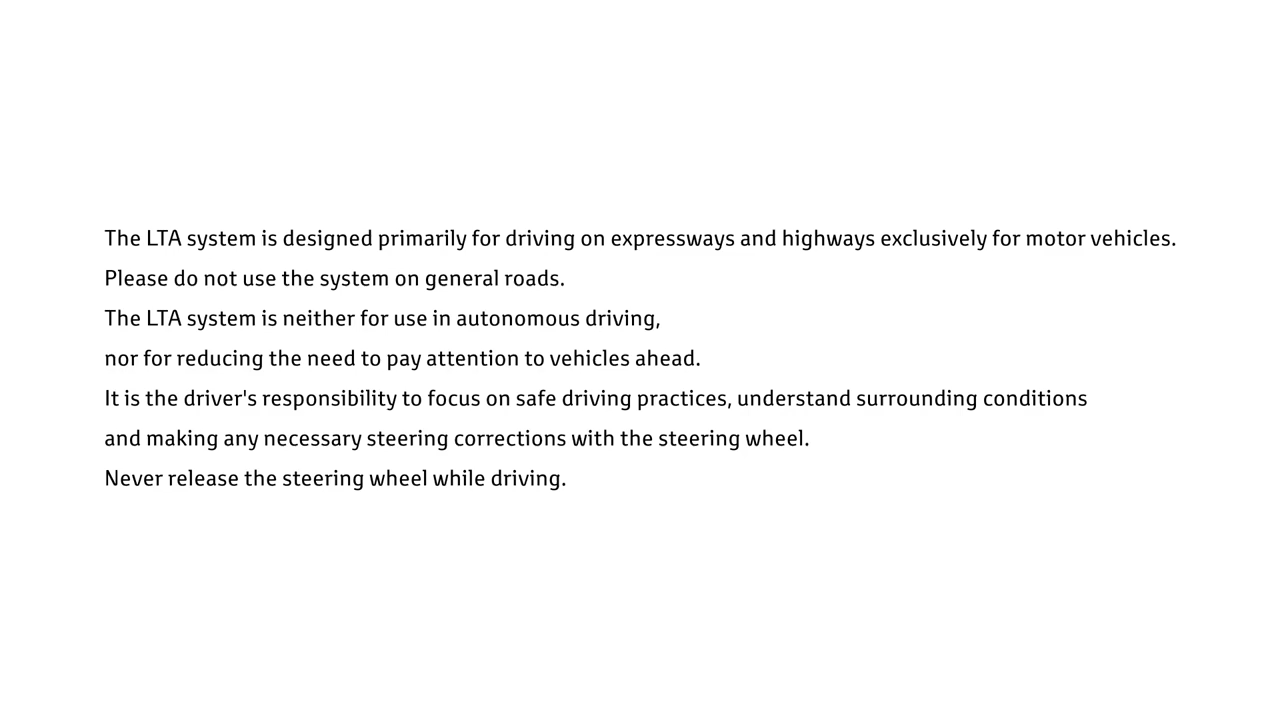 The LTA system is designed primarily for driving on expressways and highways exclusively for motor vehicles.
Please do not use the system on general roads.
The LTA system is neither for use in autonomous driving,
nor for reducing the need to pay attention to vehicles ahead.
It is the driver's responsibility to focus on safe driving practices, understand surrounding conditions
and making any necessary steering corrections with the steering wheel.
Never release the steering wheel while driving.